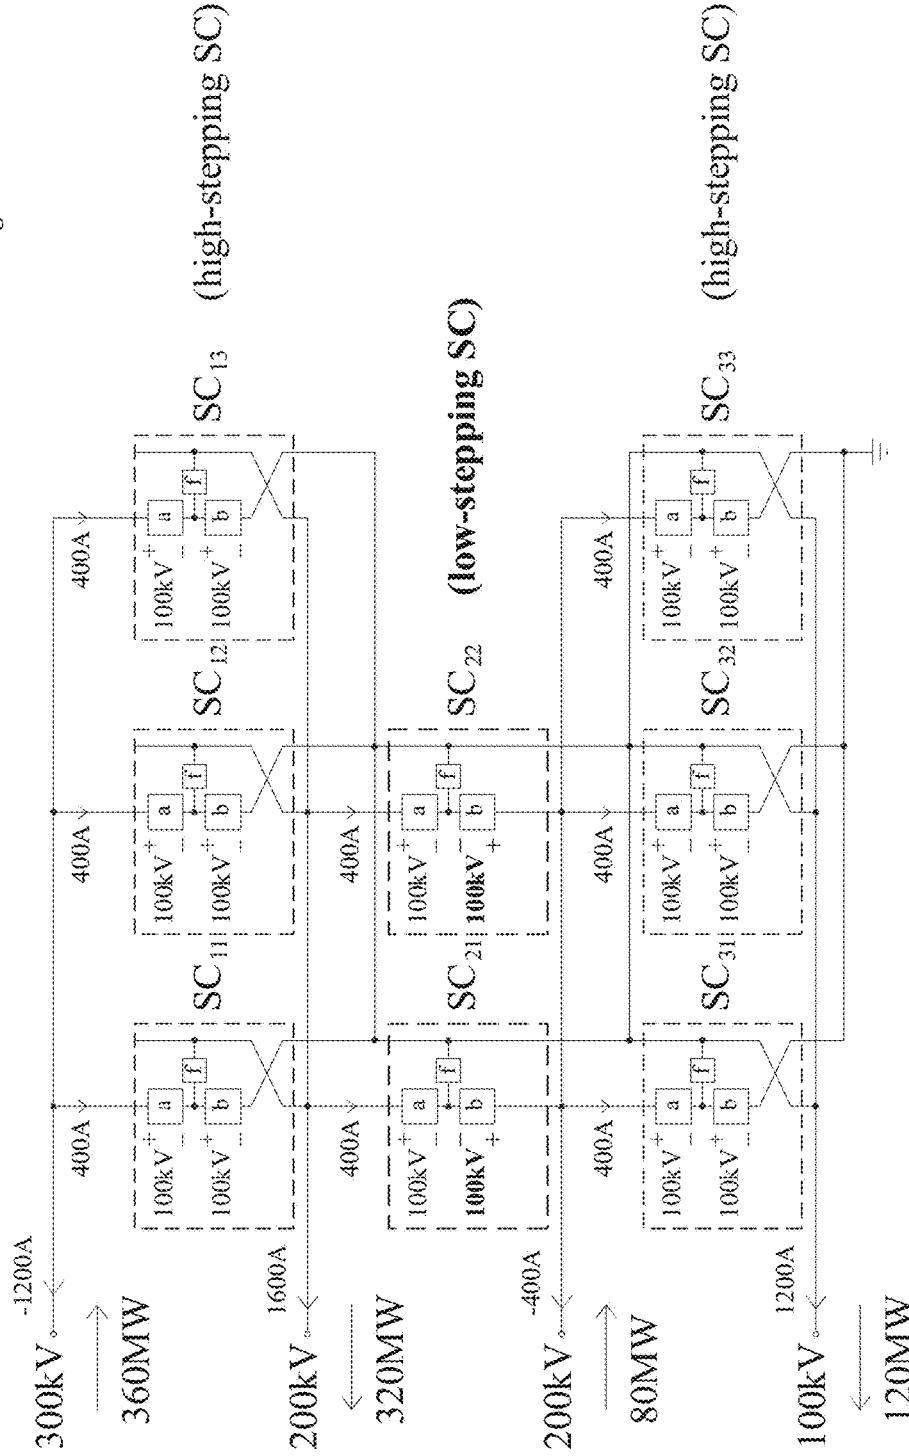 -1200A
300kV
400A 400A 400A
360MW
100kV + a 100kV + a 100kV + a
− f − f − f
SC11 SC12 SC13 (high-stepping SC)
100kV + b 100kV + b 100kV + b
−  −  −
1600A
200kV
400A 400A
320MW
100kV + a 100kV + a
− f − f
SC21 SC22 (low-stepping SC)
100kV − b 100kV − b
+ +
-400A
200kV
400A 400A 400A
80MW
100kV + a 100kV + a 100kV + a
− f − f − f
SC31 SC32 SC33 (high-stepping SC)
100kV + b 100kV + b 100kV + b
−  −  −
1200A
100kV
120MW